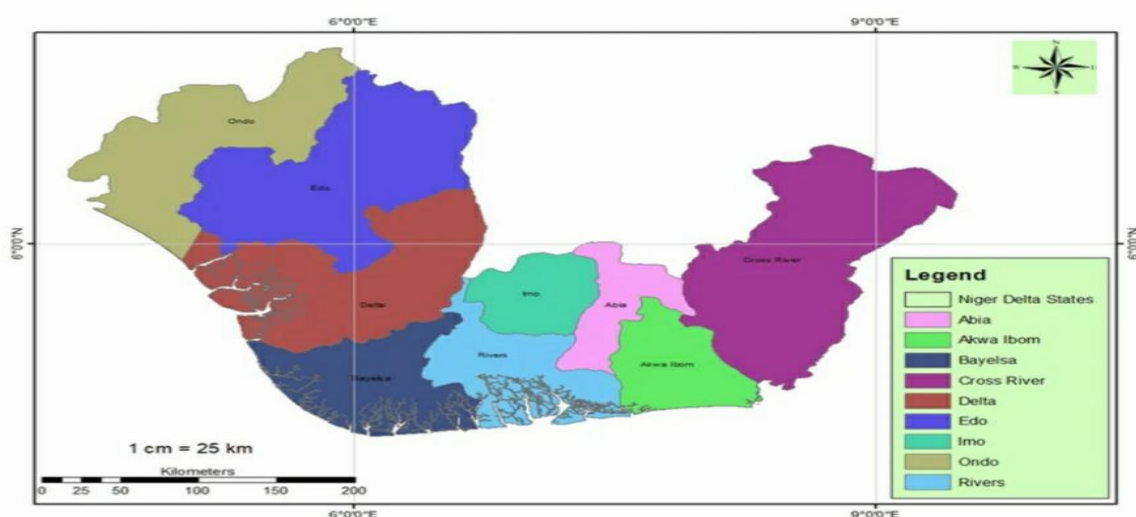 6°0'0"E 9°0'0"E
N
W E
S
Ondo
Edo
6°0'0"N 6°0'0"N
Cross River
Imo
Abia
Delta
Rivers
Akwa Ibom
Bayelsa
Legend
Niger Delta States
Abia
Akwa Ibom
Bayelsa
Cross River
Delta
Edo
Imo
Ondo
Rivers
1 cm = 25 km
Kilometers
0 25 50 100 150 200
6°0'0"E 9°0'0"E